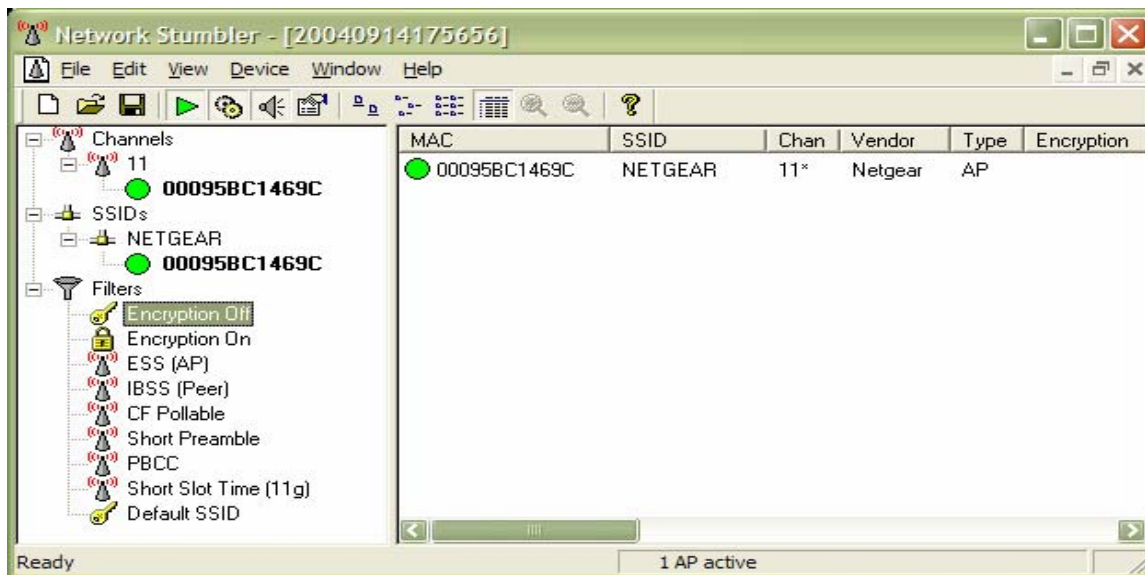 Network Stumbler - [20040914175656]
File Edit View Device Window Help
Channels
11
00095BC1469C
SSIDs
NETGEAR
00095BC1469C
Filters
Encryption Off
Encryption On
ESS (AP)
IBSS (Peer)
CF Pollable
Short Preamble
PBCC
Short Slot Time (11g)
Default SSID
MAC SSID Chan Vendor Type Encryption
00095BC1469C NETGEAR 11* Netgear AP
Ready 1 AP active